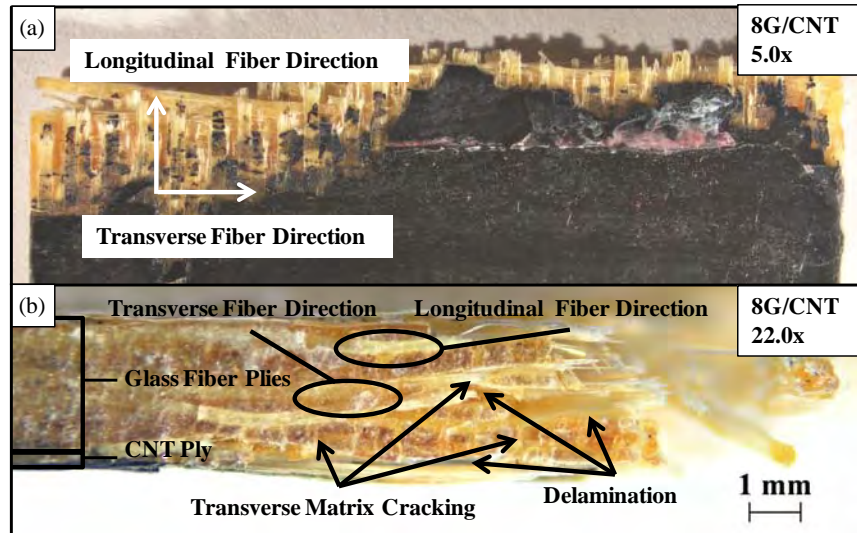 (a)
8G/CNT
5.0x
Longitudinal Fiber Direction
Transverse Fiber Direction
(b)
8G/CNT
22.0x
Transverse Fiber Direction
Longitudinal Fiber Direction
Glass Fiber Plies
CNT Ply
Transverse Matrix Cracking
Delamination
1 mm